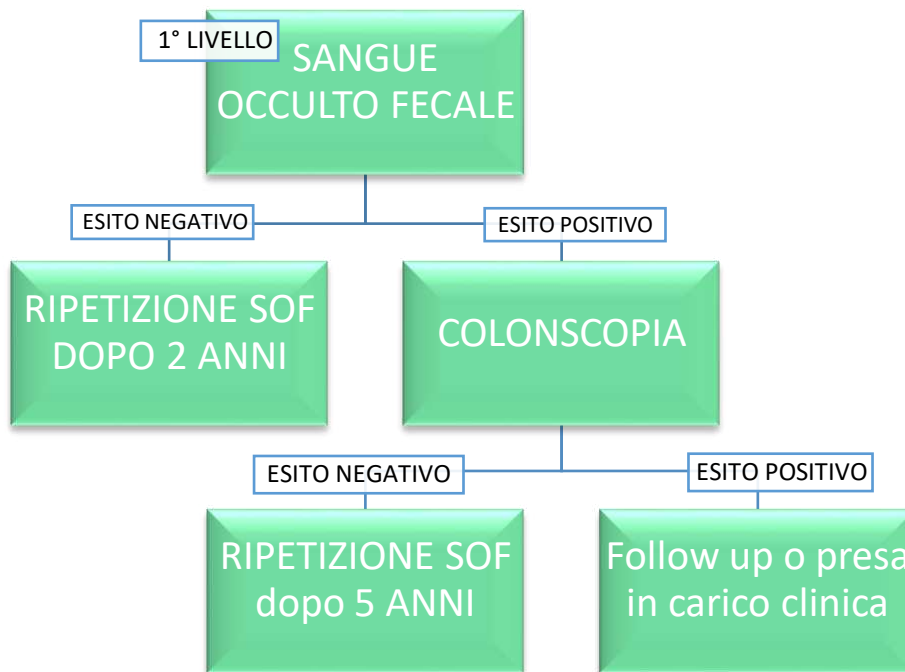 1° LIVELLO
SANGUE
OCCULTO FECALE
ESITO NEGATIVO
ESITO POSITIVO
RIPETIZIONE SOF
DOPO 2 ANNI
COLONSCOPIA
ESITO NEGATIVO
ESITO POSITIVO
RIPETIZIONE SOF
dopo 5 ANNI
Follow up o presa
in carico clinica